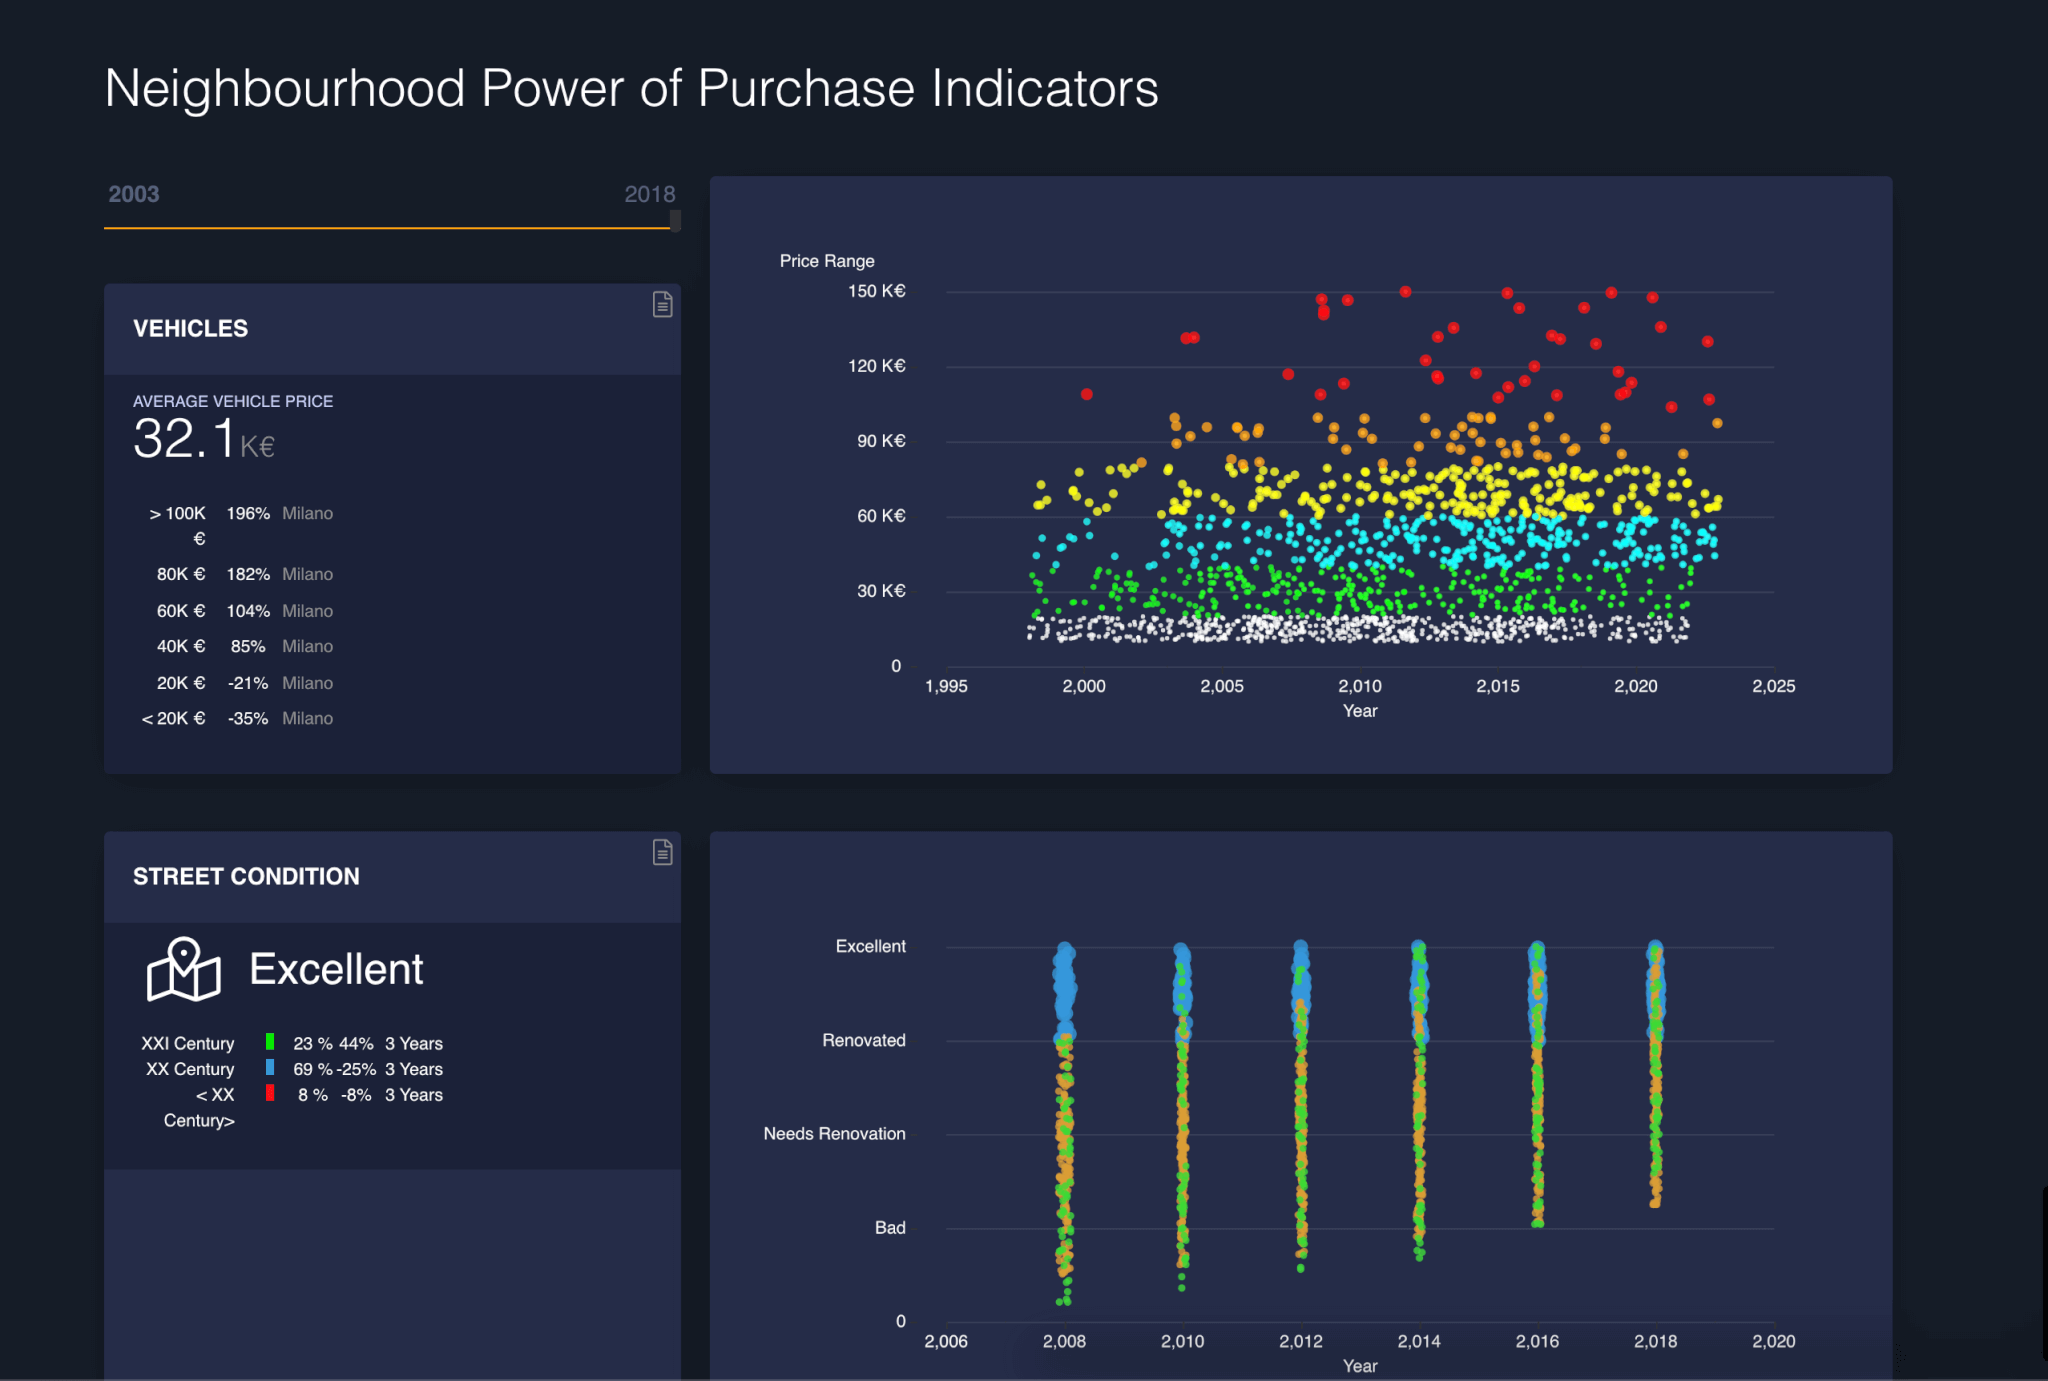 Neighbourhood Power of Purchase Indicators
2003 2018
VEHICLES
AVERAGE VEHICLE PRICE
32.1 K€
> 100K 196% Milano
€
80K € 182% Milano
60K € 104% Milano
40K € 85% Milano
20K € -21% Milano
< 20K € -35% Milano
Price Range
150 K€
120 K€
90 K€
60 K€
30 K€
0
1,995 2,000 2,005 2,010 2,015 2,020 2,025
Year
STREET CONDITION
Excellent
XXI Century 23 % 44% 3 Years
XX Century 69 % -25% 3 Years
< XX 8 % -8% 3 Years
Century>
Excellent
Renovated
Needs Renovation
Bad
0
2,006 2,008 2,010 2,012 2,014 2,016 2,018 2,020
Year